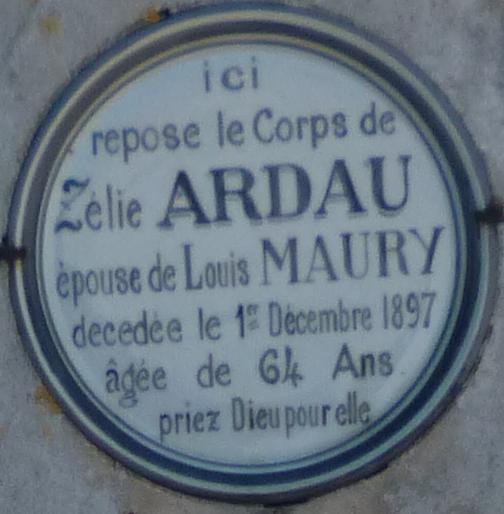 ici
repose le Corps de
Zélie ARDAU
épouse de Louis MAURY
decedée le 1er Décembre 1897
âgée de 64 Ans
priez Dieu pour elle